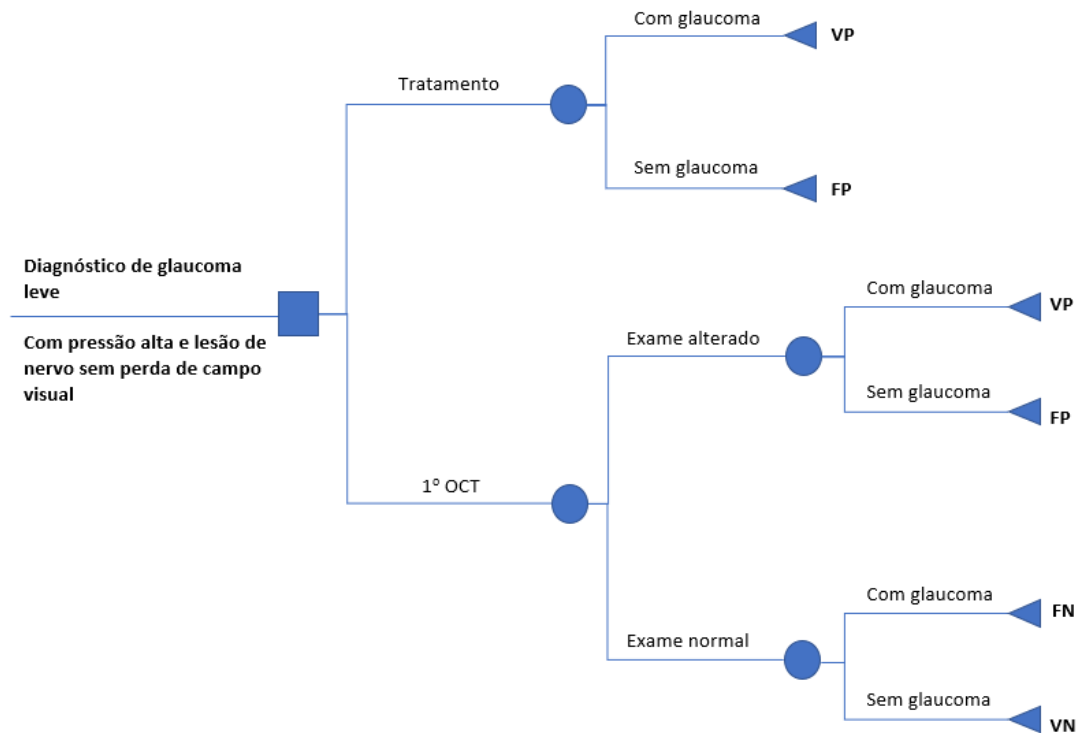 Com glaucoma
VP
Tratamento
Sem glaucoma
FP
Diagnóstico de glaucoma
leve
Com pressão alta e lesão de
nervo sem perda de campo
visual
Com glaucoma
VP
Exame alterado
Sem glaucoma
FP
1º OCT
Com glaucoma
FN
Exame normal
Sem glaucoma
VN